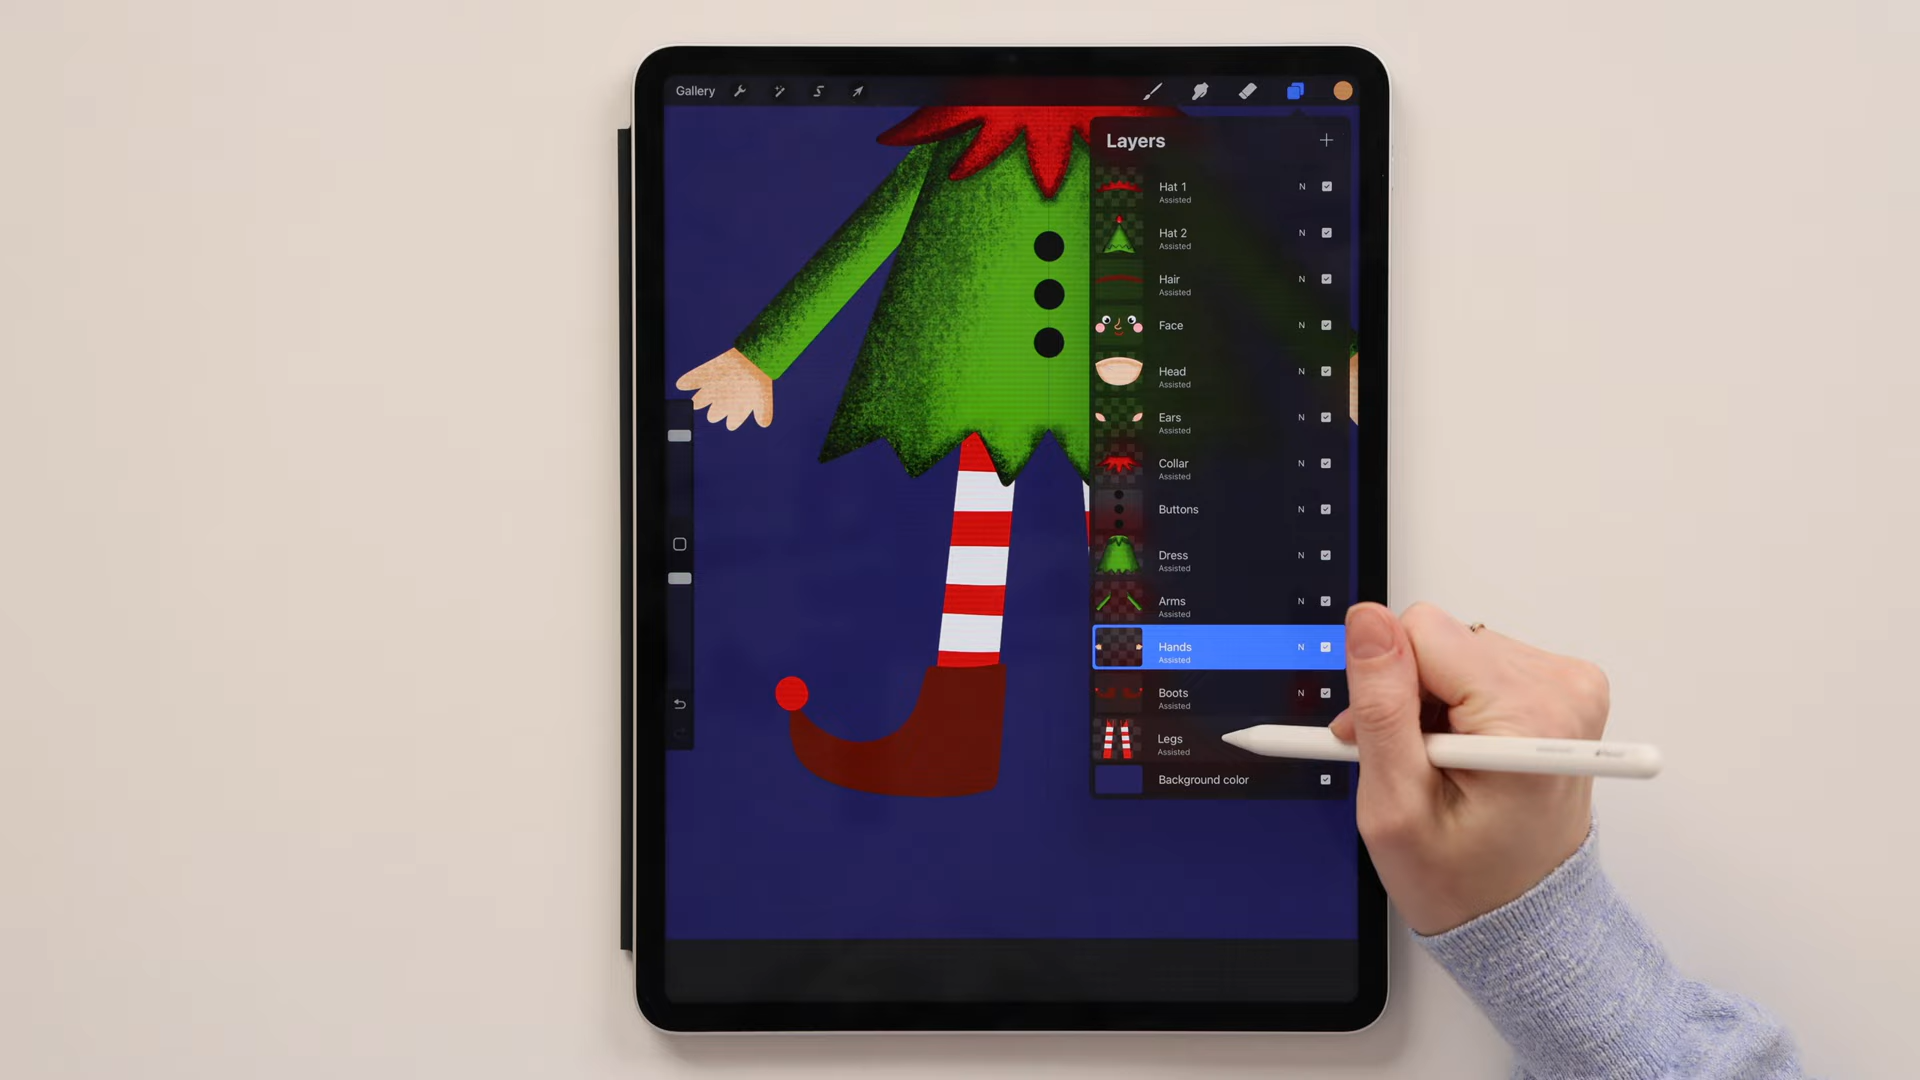 Gallery
Layers
Hat 1 N
Assisted
Hat 2 N
Assisted
Hair N
Assisted
Face N
Head N
Assisted
Ears N
Assisted
Collar N
Assisted
Buttons N
Dress N
Assisted
Arms N
Assisted
Hands N
Assisted
Boots N
Assisted
Legs
Assisted
Background color